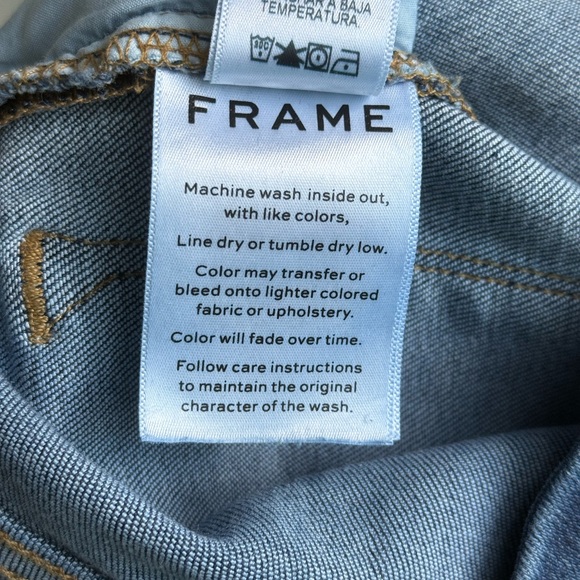 A BAJA
TEMPERATURA.
FRAME
Machine wash inside out,
with like colors,
Line dry or tumble dry low.
Color may transfer or
bleed onto lighter colored
fabric or upholstery.
Color will fade over time.
Follow care instructions
to maintain the original
character of the wash.